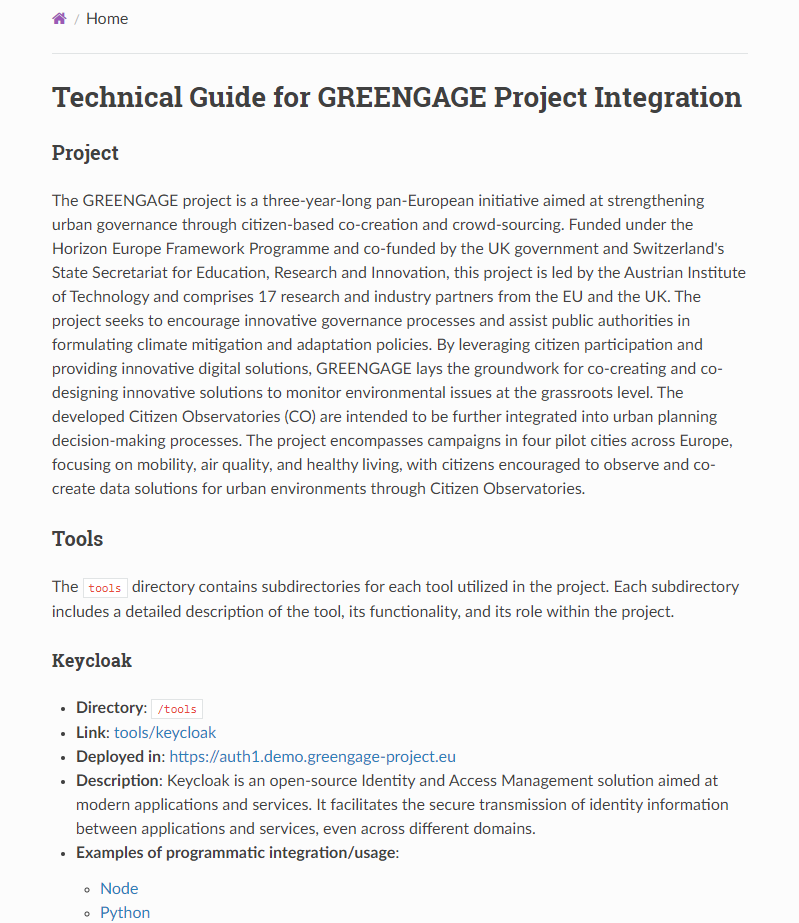 / Home
Technical Guide for GREENGAGE Project Integration
Project
The GREENGAGE project is a three-year-long pan-European initiative aimed at strengthening
urban governance through citizen-based co-creation and crowd-sourcing. Funded under the
Horizon Europe Framework Programme and co-funded by the UK government and Switzerland's
State Secretariat for Education, Research and Innovation, this project is led by the Austrian Institute
of Technology and comprises 17 research and industry partners from the EU and the UK. The
project seeks to encourage innovative governance processes and assist public authorities in
formulating climate mitigation and adaptation policies. By leveraging citizen participation and
providing innovative digital solutions, GREENGAGE lays the groundwork for co-creating and co-
designing innovative solutions to monitor environmental issues at the grassroots level. The
developed Citizen Observatories (CO) are intended to be further integrated into urban planning
decision-making processes. The project encompasses campaigns in four pilot cities across Europe,
focusing on mobility, air quality, and healthy living, with citizens encouraged to observe and co-
create data solutions for urban environments through Citizen Observatories.
Tools
The tools directory contains subdirectories for each tool utilized in the project. Each subdirectory
includes a detailed description of the tool, its functionality, and its role within the project.
Keycloak
• Directory: /tools
• Link: tools/keycloak
• Deployed in: https://auth1.demo.greengage-project.eu
• Description: Keycloak is an open-source Identity and Access Management solution aimed at
modern applications and services. It facilitates the secure transmission of identity information
between applications and services, even across different domains.
• Examples of programmatic integration/usage:
◦ Node
◦ Python